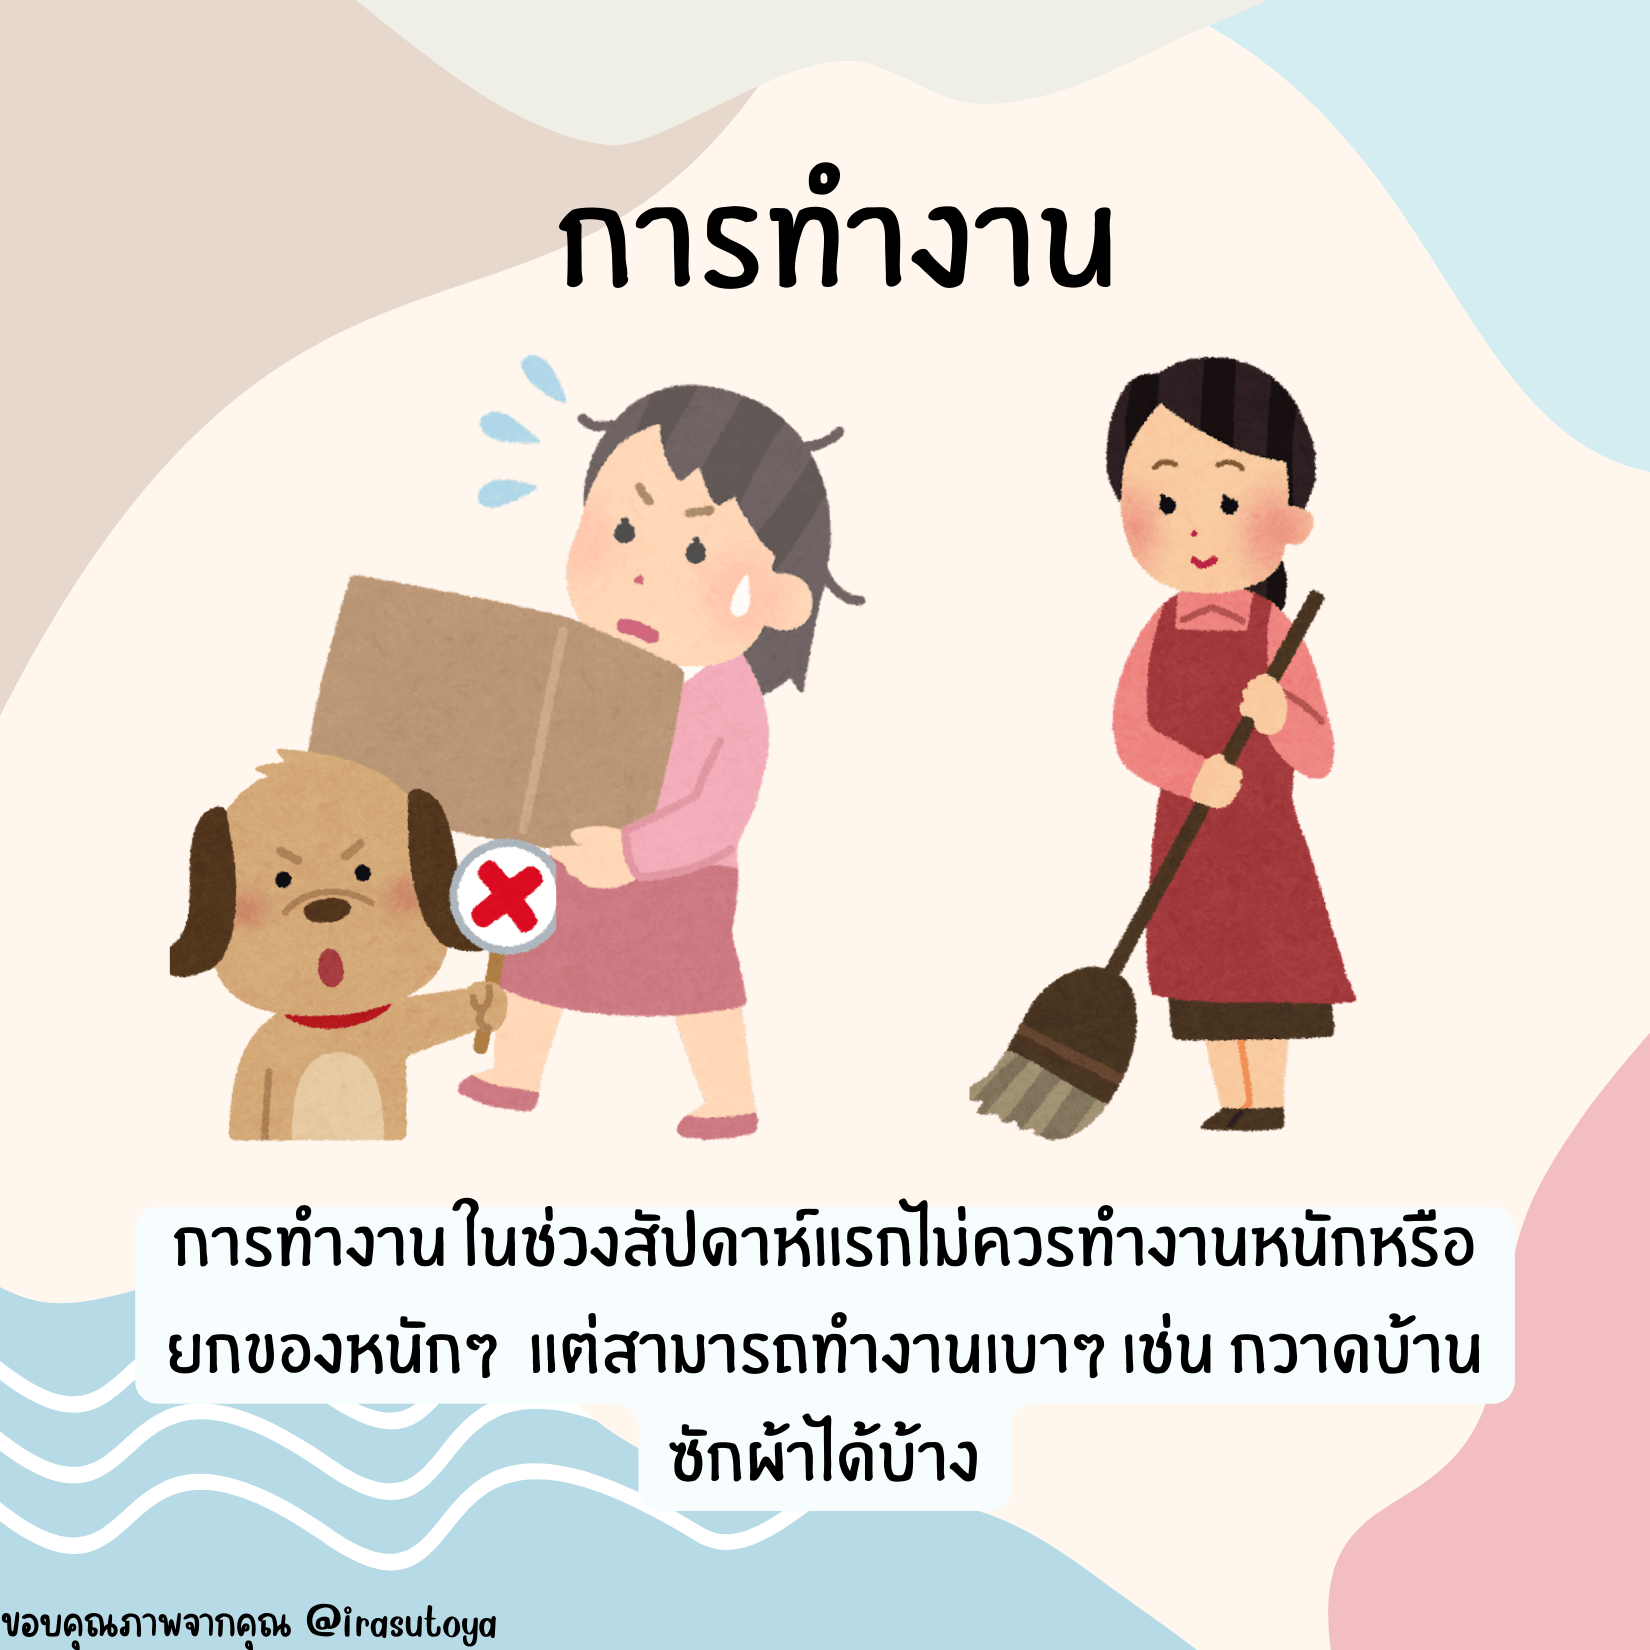 การทำงาน
การทำงาน ในช่วงสัปดาห์แรกไม่ควรทำงานหนักหรือ
ยกของหนักๆ แต่สามารถทำงานเบาๆ เช่น กวาดบ้าน
ซักผ้าได้บ้าง
ขอบคุณภาพจากคุณ @irasutoya